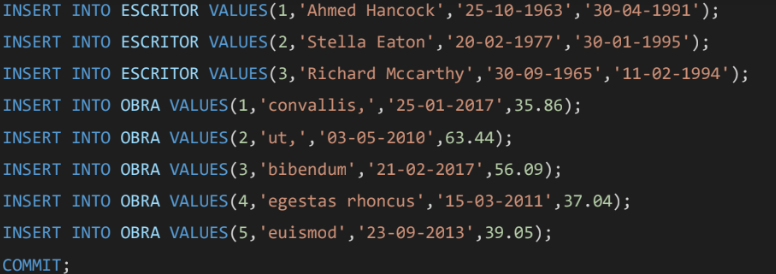 INSERT INTO ESCRITOR VALUES(1,'Ahmed Hancock','25-10-1963','30-04-1991');
INSERT INTO ESCRITOR VALUES(2,'Stella Eaton','20-02-1977','30-01-1995');
INSERT INTO ESCRITOR VALUES(3,'Richard Mccarthy','30-09-1965','11-02-1994');
INSERT INTO OBRA VALUES(1,'convallis,','25-01-2017',35.86);
INSERT INTO OBRA VALUES(2,'ut,','03-05-2010',63.44);
INSERT INTO OBRA VALUES(3,'bibendum','21-02-2017',56.09);
INSERT INTO OBRA VALUES(4,'egestas rhoncus','15-03-2011',37.04);
INSERT INTO OBRA VALUES(5,'euismod','23-09-2013',39.05);
COMMIT;